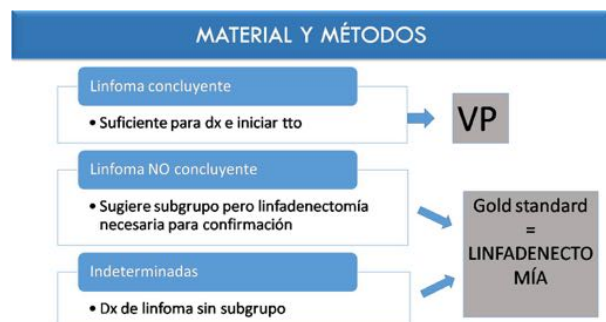 MATERIAL Y MÉTODOS
Linfoma concluyente
• Suficiente para dx e iniciar tto
VP
Linfoma NO concluyente
• Sugiere subgrupo pero linfadenectomía
necesaria para confirmación
Gold standard
=
LINFADENECTO
MÍA
Indeterminadas
• Dx de linfoma sin subgrupo